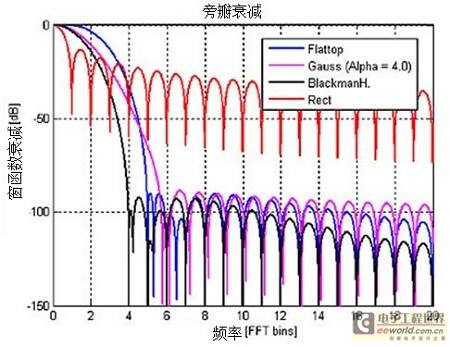 旁瓣衰减
窗函数衰减 [dB]
0
-50
-100
-150
Flattop
Gauss (Alpha = 4.0)
BlackmanH.
Rect
0 2 4 6 8 10 12 14 16 18 20
频率 [FFT bins]
电子工程世界
eeworld.com.cn